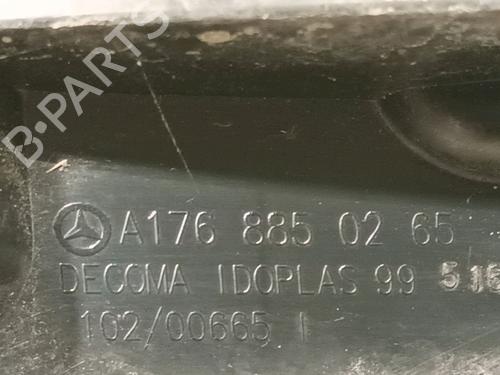 B-PARTS
A176 885 02 65
DECOMA IDOPLAS 99 5 16
102/00665 I